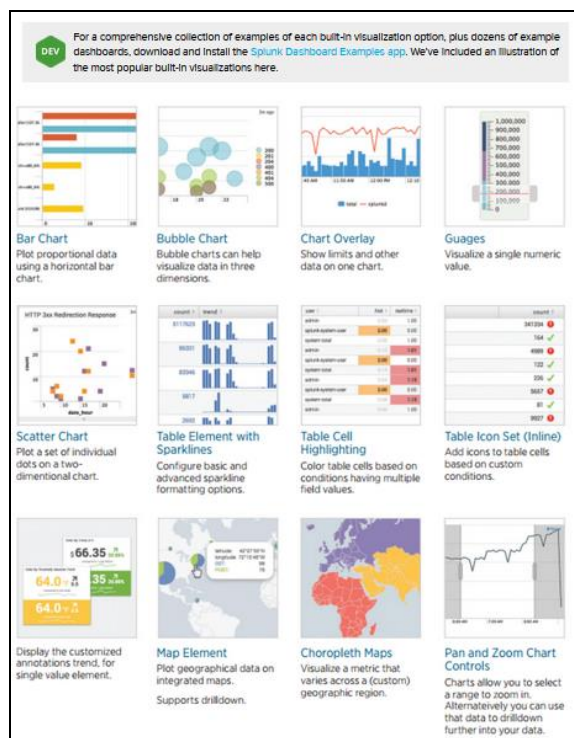 DEV
For a comprehensive collection of examples of each built-in visualization option, plus dozens of example
dashboards, download and install the Splunk Dashboard Examples app. We've included an illustration of
the most popular built-in visualizations here.
Bar Chart
Plot proportional data
using a horizontal bar
chart.
Bubble Chart
Bubble charts can help
visualize data in three
dimensions.
Chart Overlay
Show limits and other
data on one chart.
Guages
Visualize a single numeric
value.
1,000,000
900,000
800,000
700,000
600,000
500,000
400,000
300,000
200,000
100,000
0
HTTP 3xx Redirection Response
count
date_hour
Scatter Chart
Plot a set of individual
dots on a two-
dimentional chart.
count
trend
Table Element with
Sparklines
Configure basic and
advanced sparkline
formatting options.
Table Cell
Highlighting
Color table cells based on
conditions having multiple
field values.
count
341204
164
4989
122
235
5657
81
9927
Table Icon Set (Inline)
Add icons to table cells
based on custom
conditions.
66.35
64.0
64.0
Display the customized
annotations trend, for
single value element.
Map Element
Plot geographical data on
integrated maps.
Supports drilldown.
Choropleth Maps
Visualize a metric that
varies across a (custom)
geographic region.
Pan and Zoom Chart
Controls
Charts allow you to select
a range to zoom in.
Alternateively you can use
that data to drilldown
further into your data.